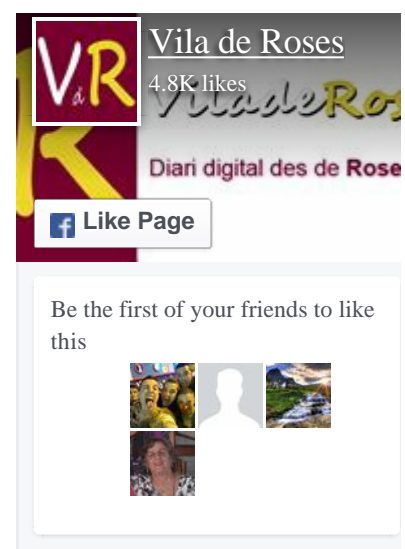 Vila de Roses
4.8K likes
VdR
ViladeRos
Diari digital des de Rose
Like Page
Be the first of your friends to like
this